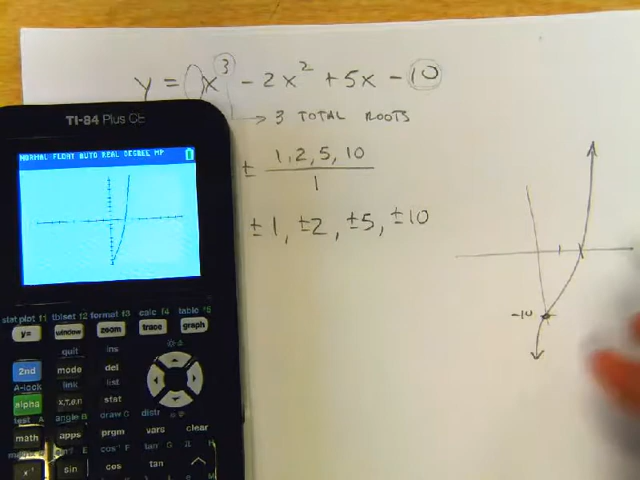 y = x³ - 2x² + 5x - 10
→ 3 TOTAL ROOTS
± 1, 2, 5, 10
1
±1, ±2, ±5, ±10
-10
TI-84 Plus CE
NORMAL FLOAT AUTO REAL DEGREE MP
stat plot f1 tblset f2 format f3 calc f4 table f5
y= window zoom trace graph
quit ins
2nd mode del
A-lock link list
alpha x,T,θ,n stat
test A angle B draw C distr
math apps prgm vars clear
sin cos tan